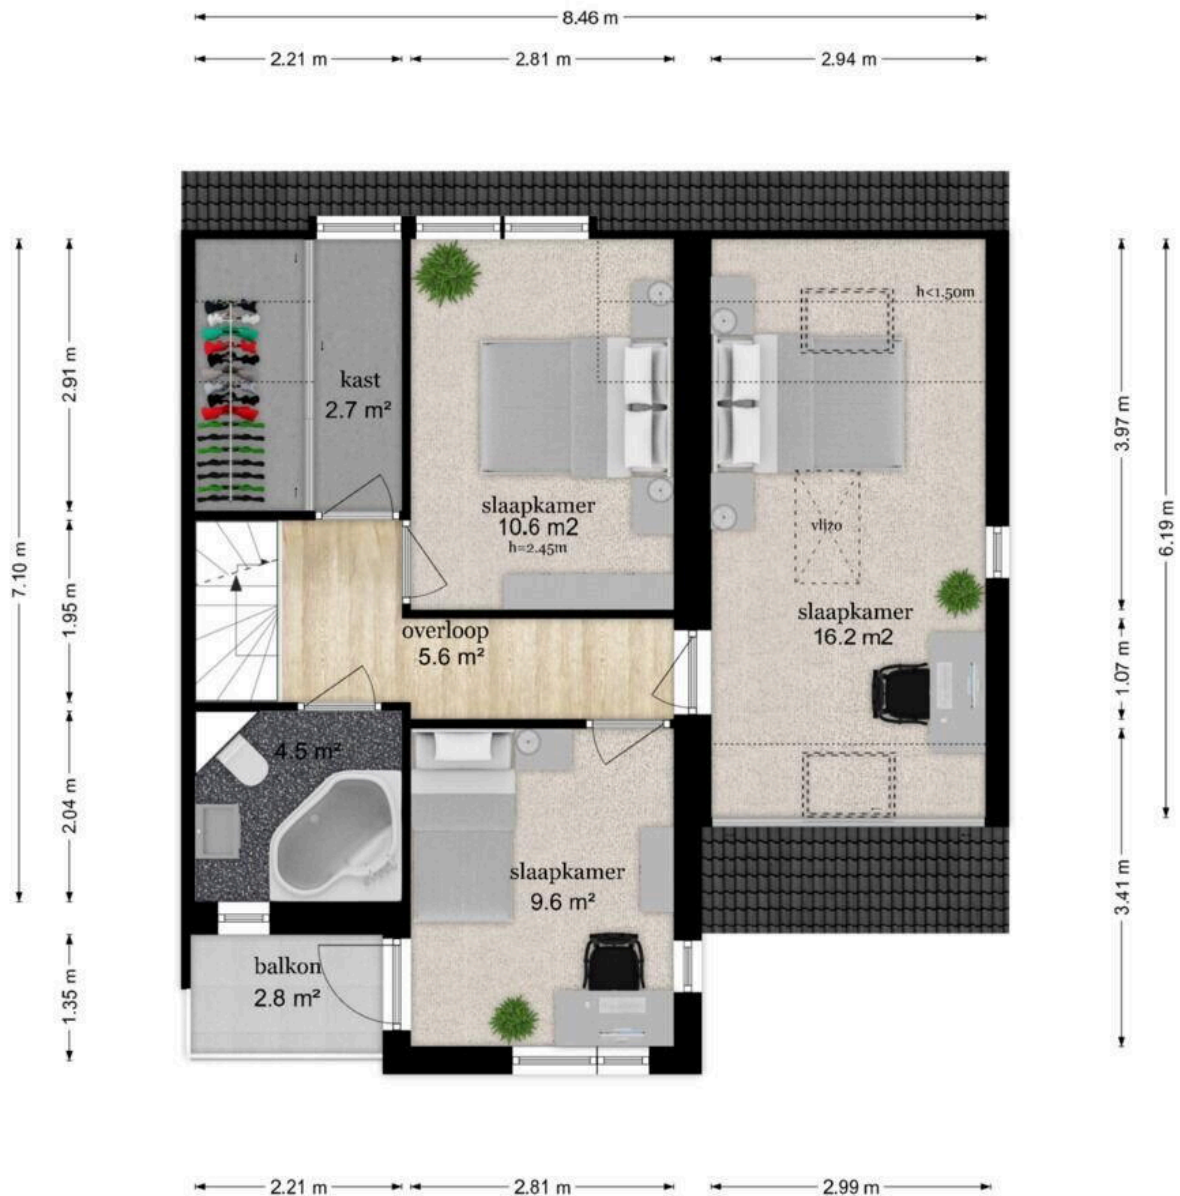 8.46 m
2.21 m
2.81 m
2.94 m
h<1.50m
kast
2.7 m²
slaapkamer
10.6 m2
h=2.45m
vlizo
slaapkamer
16.2 m2
overloop
5.6 m²
4.5 m²
slaapkamer
9.6 m²
balkon
2.8 m²
7.10 m
2.91 m
1.95 m
2.04 m
1.35 m
3.97 m
1.07 m
3.41 m
6.19 m
2.21 m
2.81 m
2.99 m